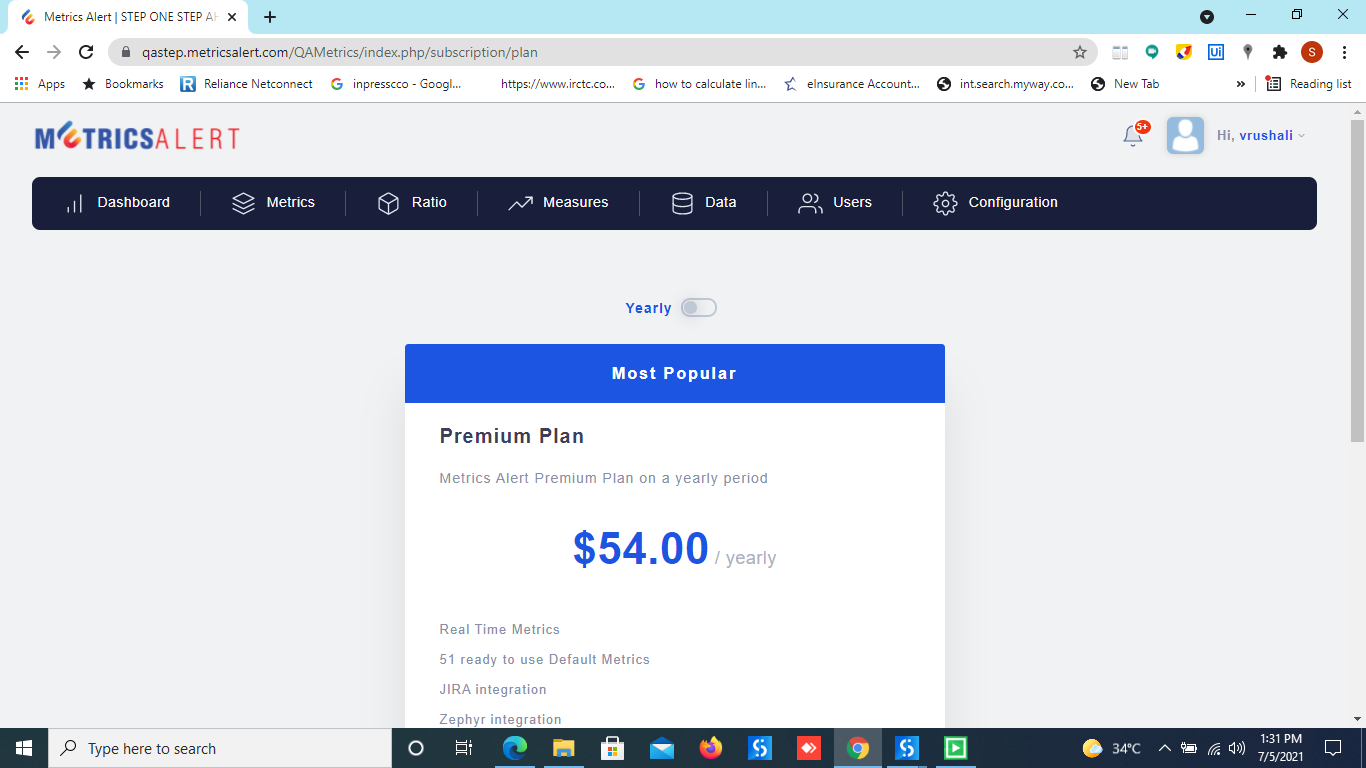 Metrics Alert | STEP ONE STEP AH
qastep.metricsalert.com/QAMetrics/index.php/subscription/plan
S
Apps
Bookmarks
Reliance Netconnect
inpresscco - Googl...
https://www.irctc.co...
how to calculate lin...
eInsurance Account...
int.search.myway.co...
New Tab
»
Reading list
METRICSALERT
5+
Hi, vrushali
Dashboard
Metrics
Ratio
Measures
Data
Users
Configuration
Yearly
Most Popular
Premium Plan
Metrics Alert Premium Plan on a yearly period
$54.00 / yearly
Real Time Metrics
51 ready to use Default Metrics
JIRA integration
Zephyr integration
Type here to search
34°C
1:31 PM
7/5/2021